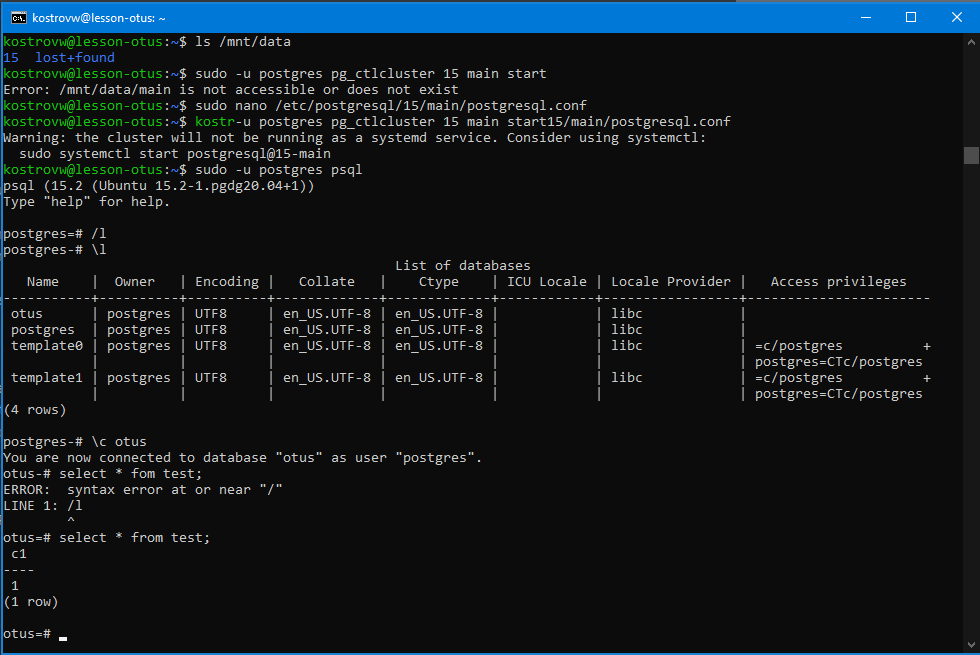 kostrovw@lesson-otus: ~
kostrovw@lesson-otus:~$ ls /mnt/data
15  lost+found
kostrovw@lesson-otus:~$ sudo -u postgres pg_ctlcluster 15 main start
Error: /mnt/data/main is not accessible or does not exist
kostrovw@lesson-otus:~$ sudo nano /etc/postgresql/15/main/postgresql.conf
kostrovw@lesson-otus:~$ kostr-u postgres pg_ctlcluster 15 main start15/main/postgresql.conf
Warning: the cluster will not be running as a systemd service. Consider using systemctl:
  sudo systemctl start postgresql@15-main
kostrovw@lesson-otus:~$ sudo -u postgres psql
psql (15.2 (Ubuntu 15.2-1.pgdg20.04+1))
Type "help" for help.
postgres=# /l
postgres-# \l
                                                 List of databases
   Name    |  Owner   | Encoding |   Collate   |    Ctype    | ICU Locale | Locale Provider |   Access privileges
-----------+----------+----------+-------------+-------------+------------+-----------------+-----------------------
 otus      | postgres | UTF8     | en_US.UTF-8 | en_US.UTF-8 |            | libc            |
 postgres  | postgres | UTF8     | en_US.UTF-8 | en_US.UTF-8 |            | libc            |
 template0 | postgres | UTF8     | en_US.UTF-8 | en_US.UTF-8 |            | libc            | =c/postgres          +
           |          |          |             |             |            |                 | postgres=CTc/postgres
 template1 | postgres | UTF8     | en_US.UTF-8 | en_US.UTF-8 |            | libc            | =c/postgres          +
           |          |          |             |             |            |                 | postgres=CTc/postgres
(4 rows)
postgres-# \c otus
You are now connected to database "otus" as user "postgres".
otus-# select * fom test;
ERROR:  syntax error at or near "/"
LINE 1: /l
        ^
otus=# select * from test;
 c1
----
 1
(1 row)
otus=#